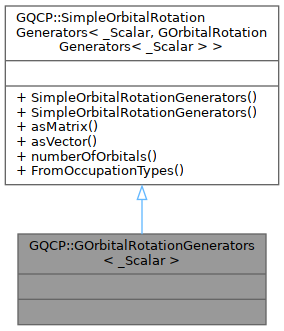 GQCP::SimpleOrbitalRotation
Generators< _Scalar, GOrbitalRotation
Generators< _Scalar > >
+ SimpleOrbitalRotationGenerators()
+ SimpleOrbitalRotationGenerators()
+ asMatrix()
+ asVector()
+ numberOfOrbitals()
+ FromOccupationTypes()
GQCP::GOrbitalRotationGenerators
< _Scalar >